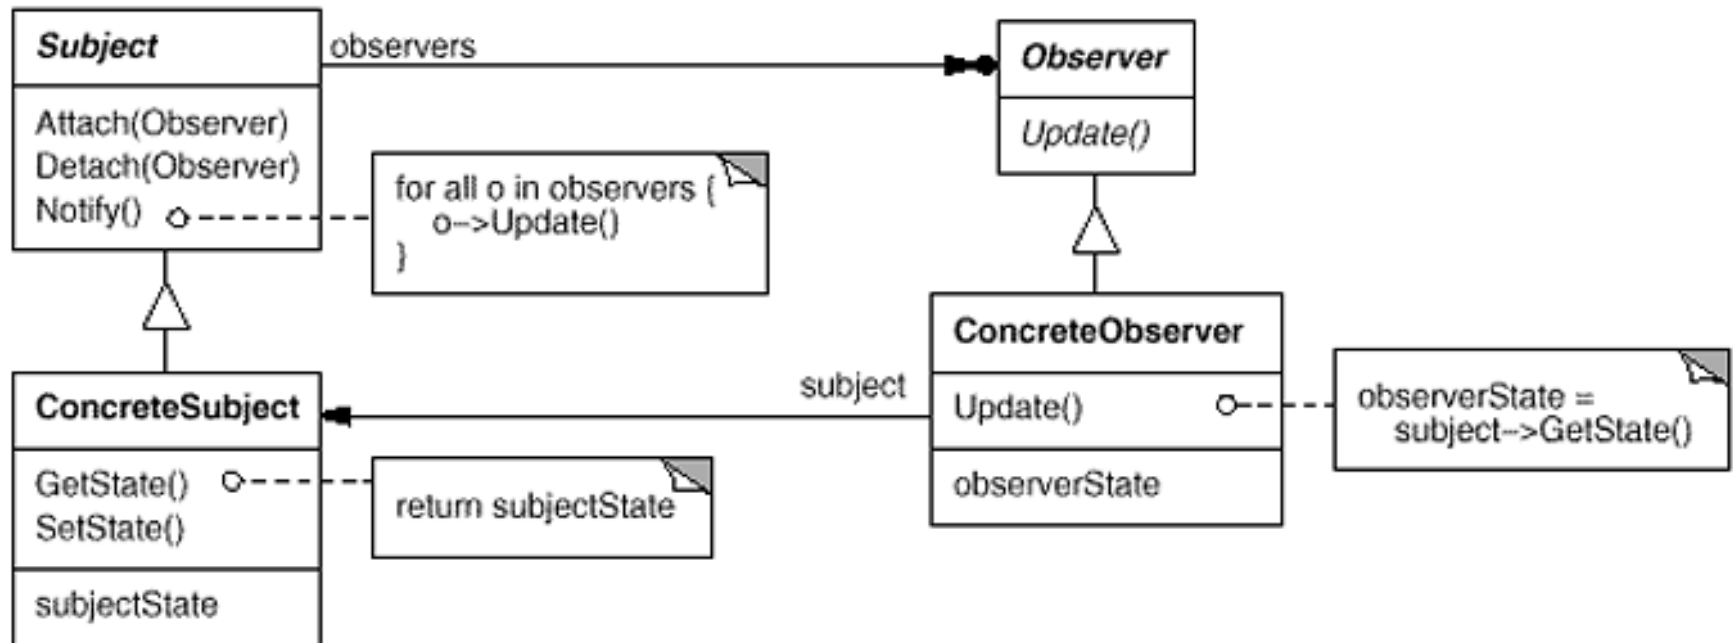 Subject
observers
Observer
Attach(Observer)
Detach(Observer)
Notify()
Update()
for all o in observers {
o->Update()
}
ConcreteObserver
ConcreteSubject
subject
Update()
observerState =
subject->GetState()
GetState()
SetState()
return subjectState
observerState
subjectState